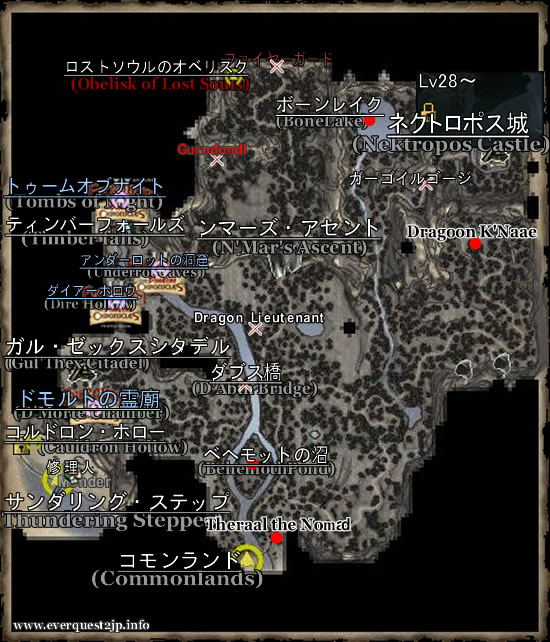 ファイヤーガード
ロストソウルのオベリスク
(Obelisk of Lost Souls)
Lv28～
ボーンレイク
(BoneLake)
ネクトロポス城
(Nektropos Castle)
Gurndundl
ガーゴイルゴージ
トゥームオブナイト
(Tombs of Night)
CHRONICLES
ティンバーフォールズ
(Timberfalls)
ンマーズ・アセント
(N'Mar's Ascent)
Dragoon K'Naae
アンダーロットの洞窟
(Underrot Caves)
CHRONICLES
ダイアーホロウ
(Dire Hollow)
CHRONICLES
Dragon Lieutenant
ガル・ゼックスシタデル
(Gul'Thex Citadel)
ダブス橋
(D'Abth Bridge)
ドモルトの霊廟
(D'Morte Chamber)
コルドロン・ホロー
(Cauldron Hollow)
ベヘモットの沼
(Behemoth Pond)
修理人
Mender
サンダリング・ステップ
(Thundering Steppes)
Theraal the Nomad
コモンランド
(Commonlands)
www.everquest2jp.info